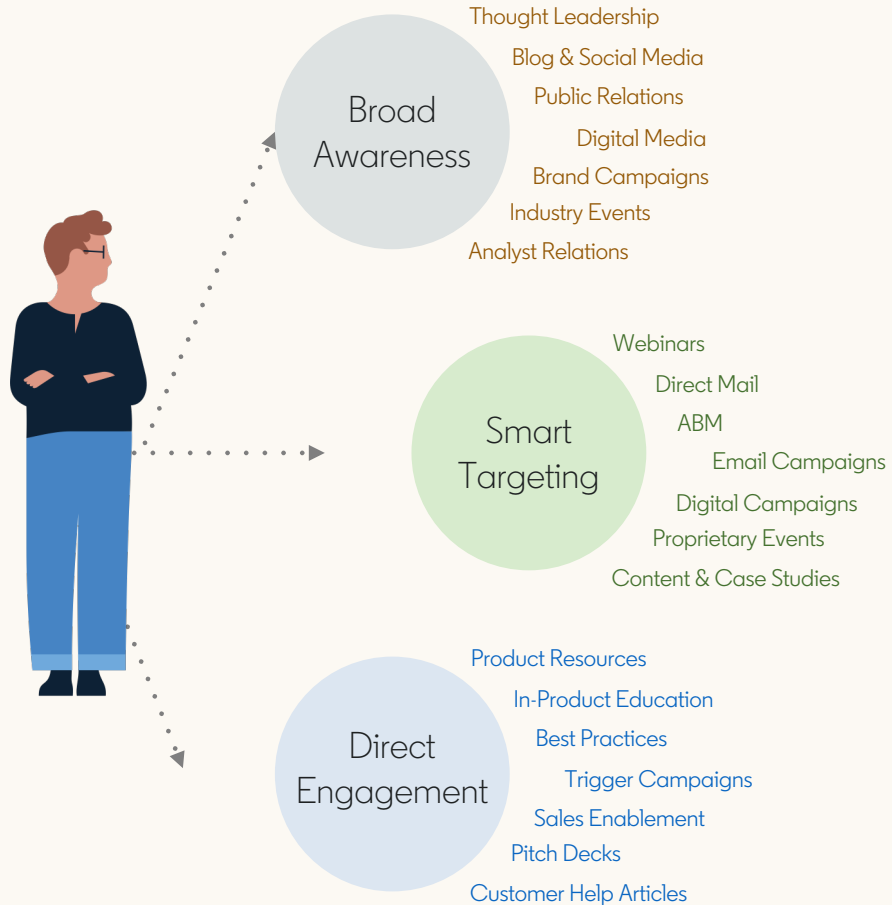 Broad
Awareness
Thought Leadership
Blog & Social Media
Public Relations
Digital Media
Brand Campaigns
Industry Events
Analyst Relations
Smart
Targeting
Webinars
Direct Mail
ABM
Email Campaigns
Digital Campaigns
Proprietary Events
Content & Case Studies
Direct
Engagement
Product Resources
In-Product Education
Best Practices
Trigger Campaigns
Sales Enablement
Pitch Decks
Customer Help Articles